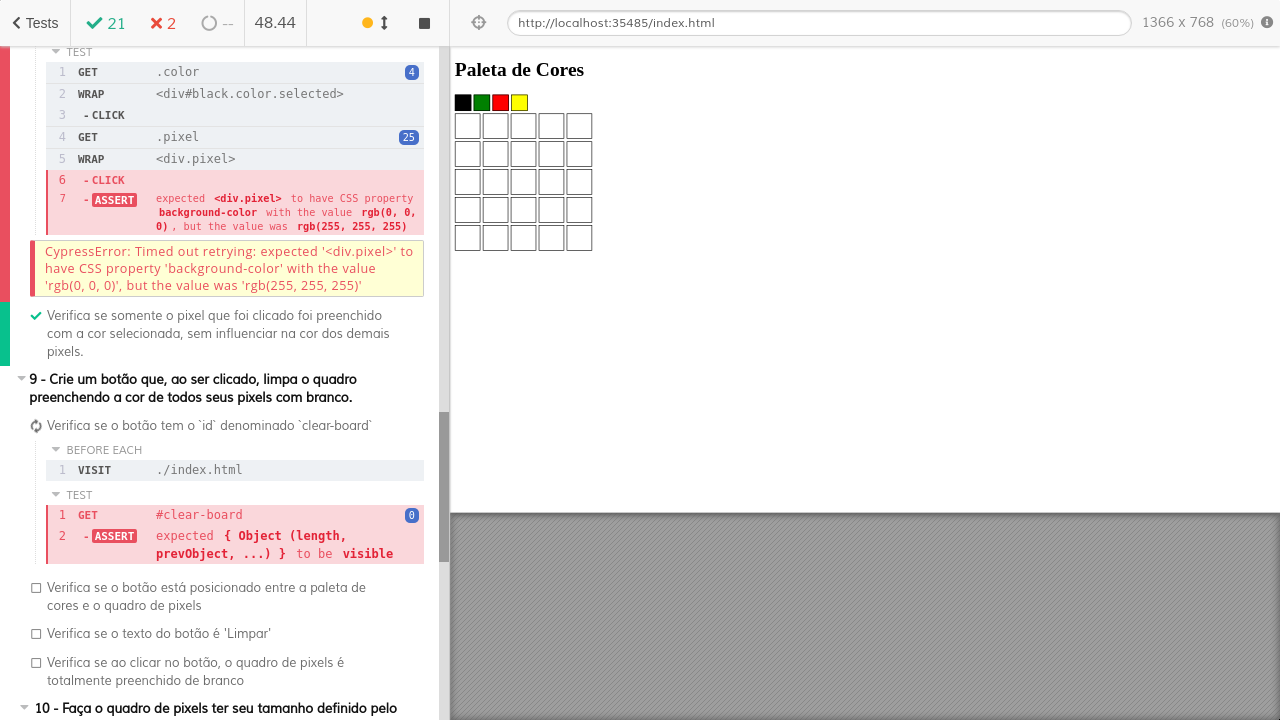 Tests
21
2
--
48.44
http://localhost:35485/index.html
1366 x 768 (60%)
TEST
1 GET .color 4
2 WRAP <div#black.color.selected>
3 - CLICK
4 GET .pixel 25
5 WRAP <div.pixel>
6 - CLICK
7 - ASSERT expected <div.pixel> to have CSS property
background-color with the value rgb(0, 0,
0), but the value was rgb(255, 255, 255)
CypressError: Timed out retrying: expected '<div.pixel>' to
have CSS property 'background-color' with the value
'rgb(0, 0, 0)', but the value was 'rgb(255, 255, 255)'
Verifica se somente o pixel que foi clicado foi preenchido
com a cor selecionada, sem influenciar na cor dos demais
pixels.
9 - Crie um botão que, ao ser clicado, limpa o quadro
preenchendo a cor de todos seus pixels com branco.
Verifica se o botão tem o `id` denominado `clear-board`
BEFORE EACH
1 VISIT ./index.html
TEST
1 GET #clear-board 0
2 - ASSERT expected { Object (length,
prevObject, ...) } to be visible
Verifica se o botão está posicionado entre a paleta de
cores e o quadro de pixels
Verifica se o texto do botão é 'Limpar'
Verifica se ao clicar no botão, o quadro de pixels é
totalmente preenchido de branco
10 - Faça o quadro de pixels ter seu tamanho definido pelo
Paleta de Cores